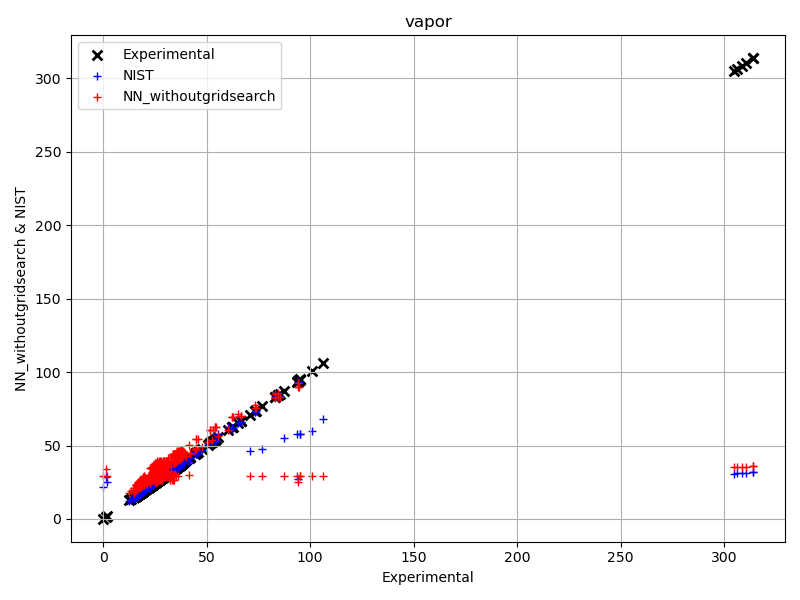 vapor
Experimental
NIST
NN_withoutgridsearch
NN_withoutgridsearch & NIST
300
250
200
150
100
50
0
0 50 100 150 200 250 300
Experimental